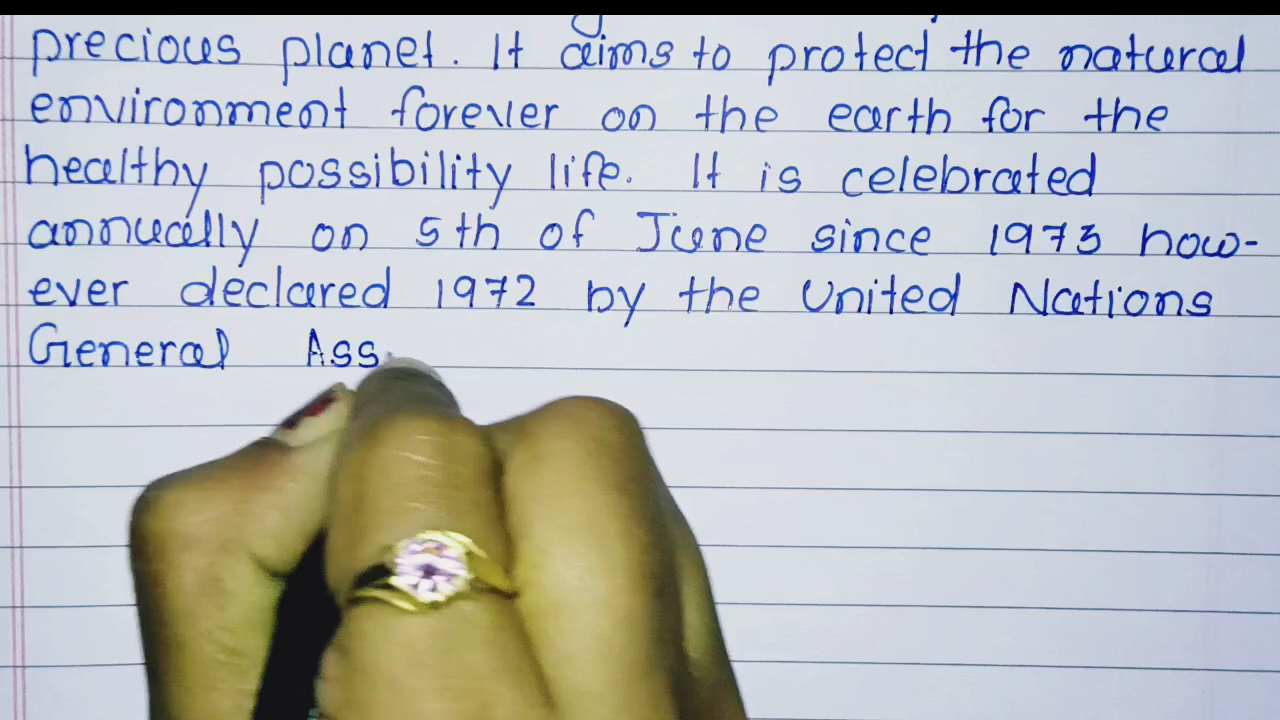 precious planet. It aims to protect the natural
environment forever on the earth for the
healthy possibility life. It is celebrated
annually on 5th of June since 1973 how-
ever declared 1972 by the United Nations
General Ass